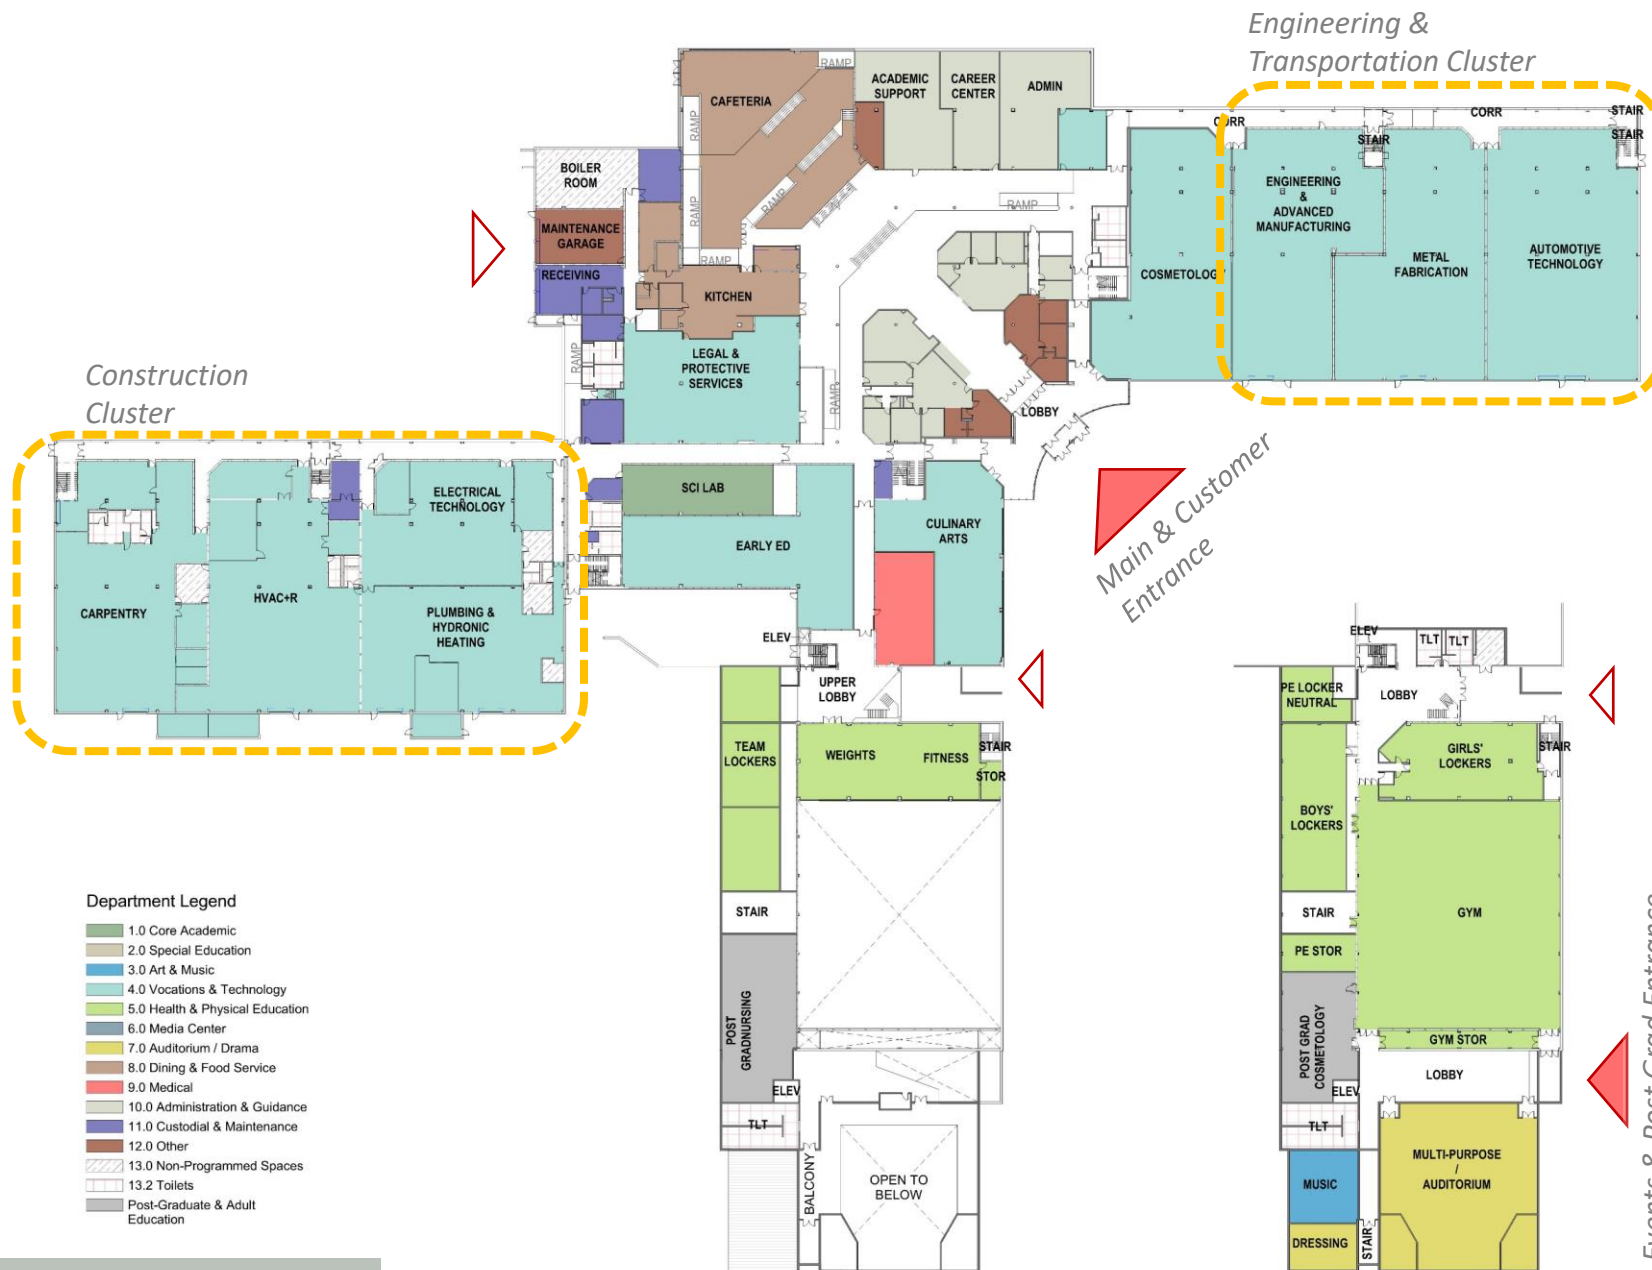 Engineering &
Transportation Cluster
RAMP
CAFETERIA
ACADEMIC
SUPPORT
CAREER
CENTER
ADMIN
RAMP
CORR
CORR
STAIR
STAIR
STAIR
BOILER
ROOM
ENGINEERING
&
ADVANCED
MANUFACTURING
RAMP
RAMP
RAMP
MAINTENANCE
GARAGE
RAMP
RECEIVING
KITCHEN
COSMETOLOGY
METAL
FABRICATION
AUTOMOTIVE
TECHNOLOGY
RAMP
LEGAL &
PROTECTIVE
SERVICES
RAMP
LOBBY
Construction
Cluster
Main & Customer
Entrance
ELECTRICAL
TECHNOLOGY
SCI LAB
CULINARY
ARTS
EARLY ED
CARPENTRY
HVAC+R
PLUMBING &
HYDRONIC
HEATING
ELEV
UPPER
LOBBY
TEAM
LOCKERS
WEIGHTS
FITNESS
STAIR
STOR
STAIR
POST
GRADNURSING
ELEV
TLT
BALCONY
OPEN TO
BELOW
ELEV
TLT
TLT
PE LOCKER
NEUTRAL
LOBBY
GIRLS'
LOCKERS
STAIR
BOYS'
LOCKERS
STAIR
GYM
PE STOR
POST GRAD
COSMETOLOGY
GYM STOR
LOBBY
ELEV
TLT
MULTI-PURPOSE
/
AUDITORIUM
MUSIC
DRESSING
STAIR
Events & Post Grad Entrance
Department Legend
1.0 Core Academic
2.0 Special Education
3.0 Art & Music
4.0 Vocations & Technology
5.0 Health & Physical Education
6.0 Media Center
7.0 Auditorium / Drama
8.0 Dining & Food Service
9.0 Medical
10.0 Administration & Guidance
11.0 Custodial & Maintenance
12.0 Other
13.0 Non-Programmed Spaces
13.2 Toilets
Post-Graduate & Adult
Education